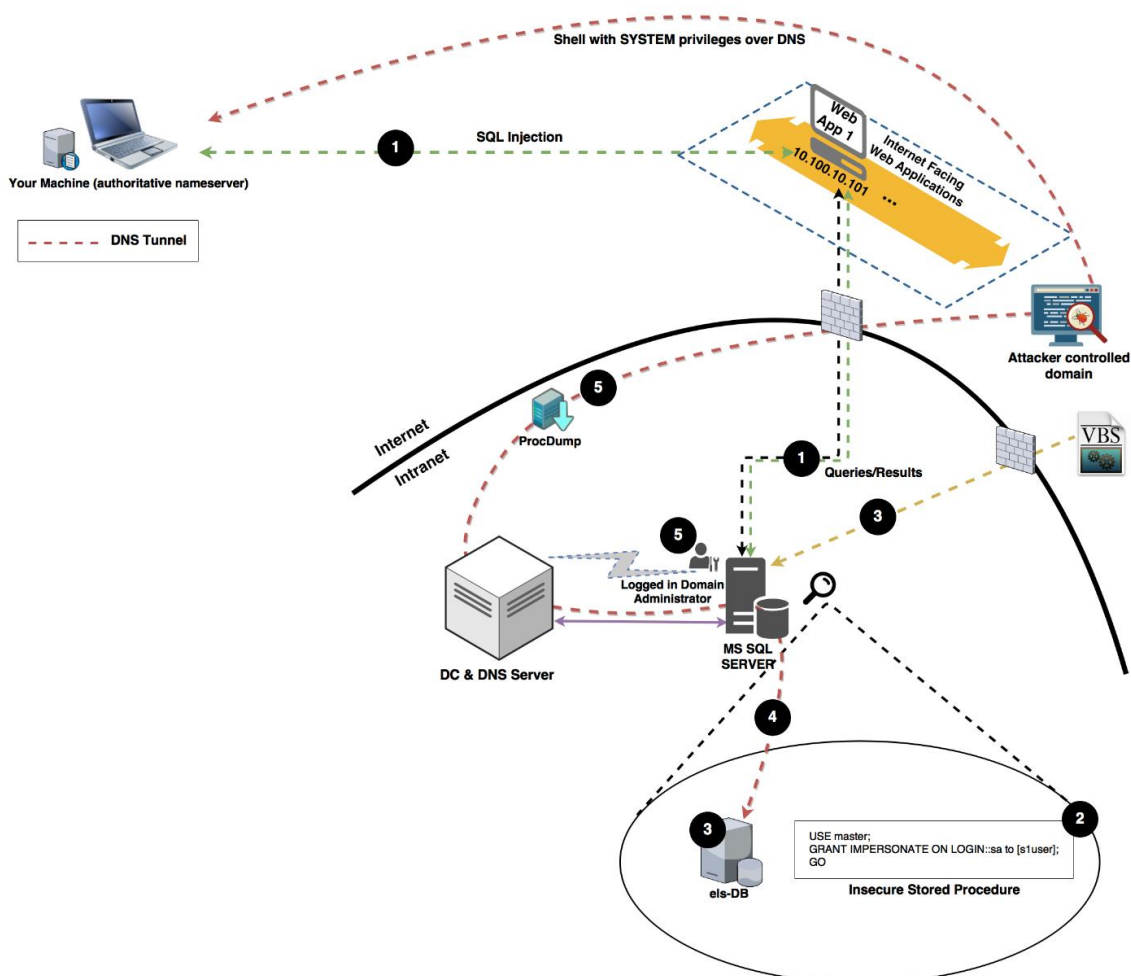 Shell with SYSTEM privileges over DNS
Web
App 1
Internet Facing
Web Applications
10.100.10.101
...
1
SQL Injection
Your Machine (authoritative nameserver)
DNS Tunnel
Attacker controlled
domain
5
ProcDump
Internet
Intranet
VBS
1
Queries/Results
3
5
Logged in Domain
Administrator
MS SQL
SERVER
DC & DNS Server
4
2
3
els-DB
USE master;
GRANT IMPERSONATE ON LOGIN::sa to [s1user];
GO
Insecure Stored Procedure